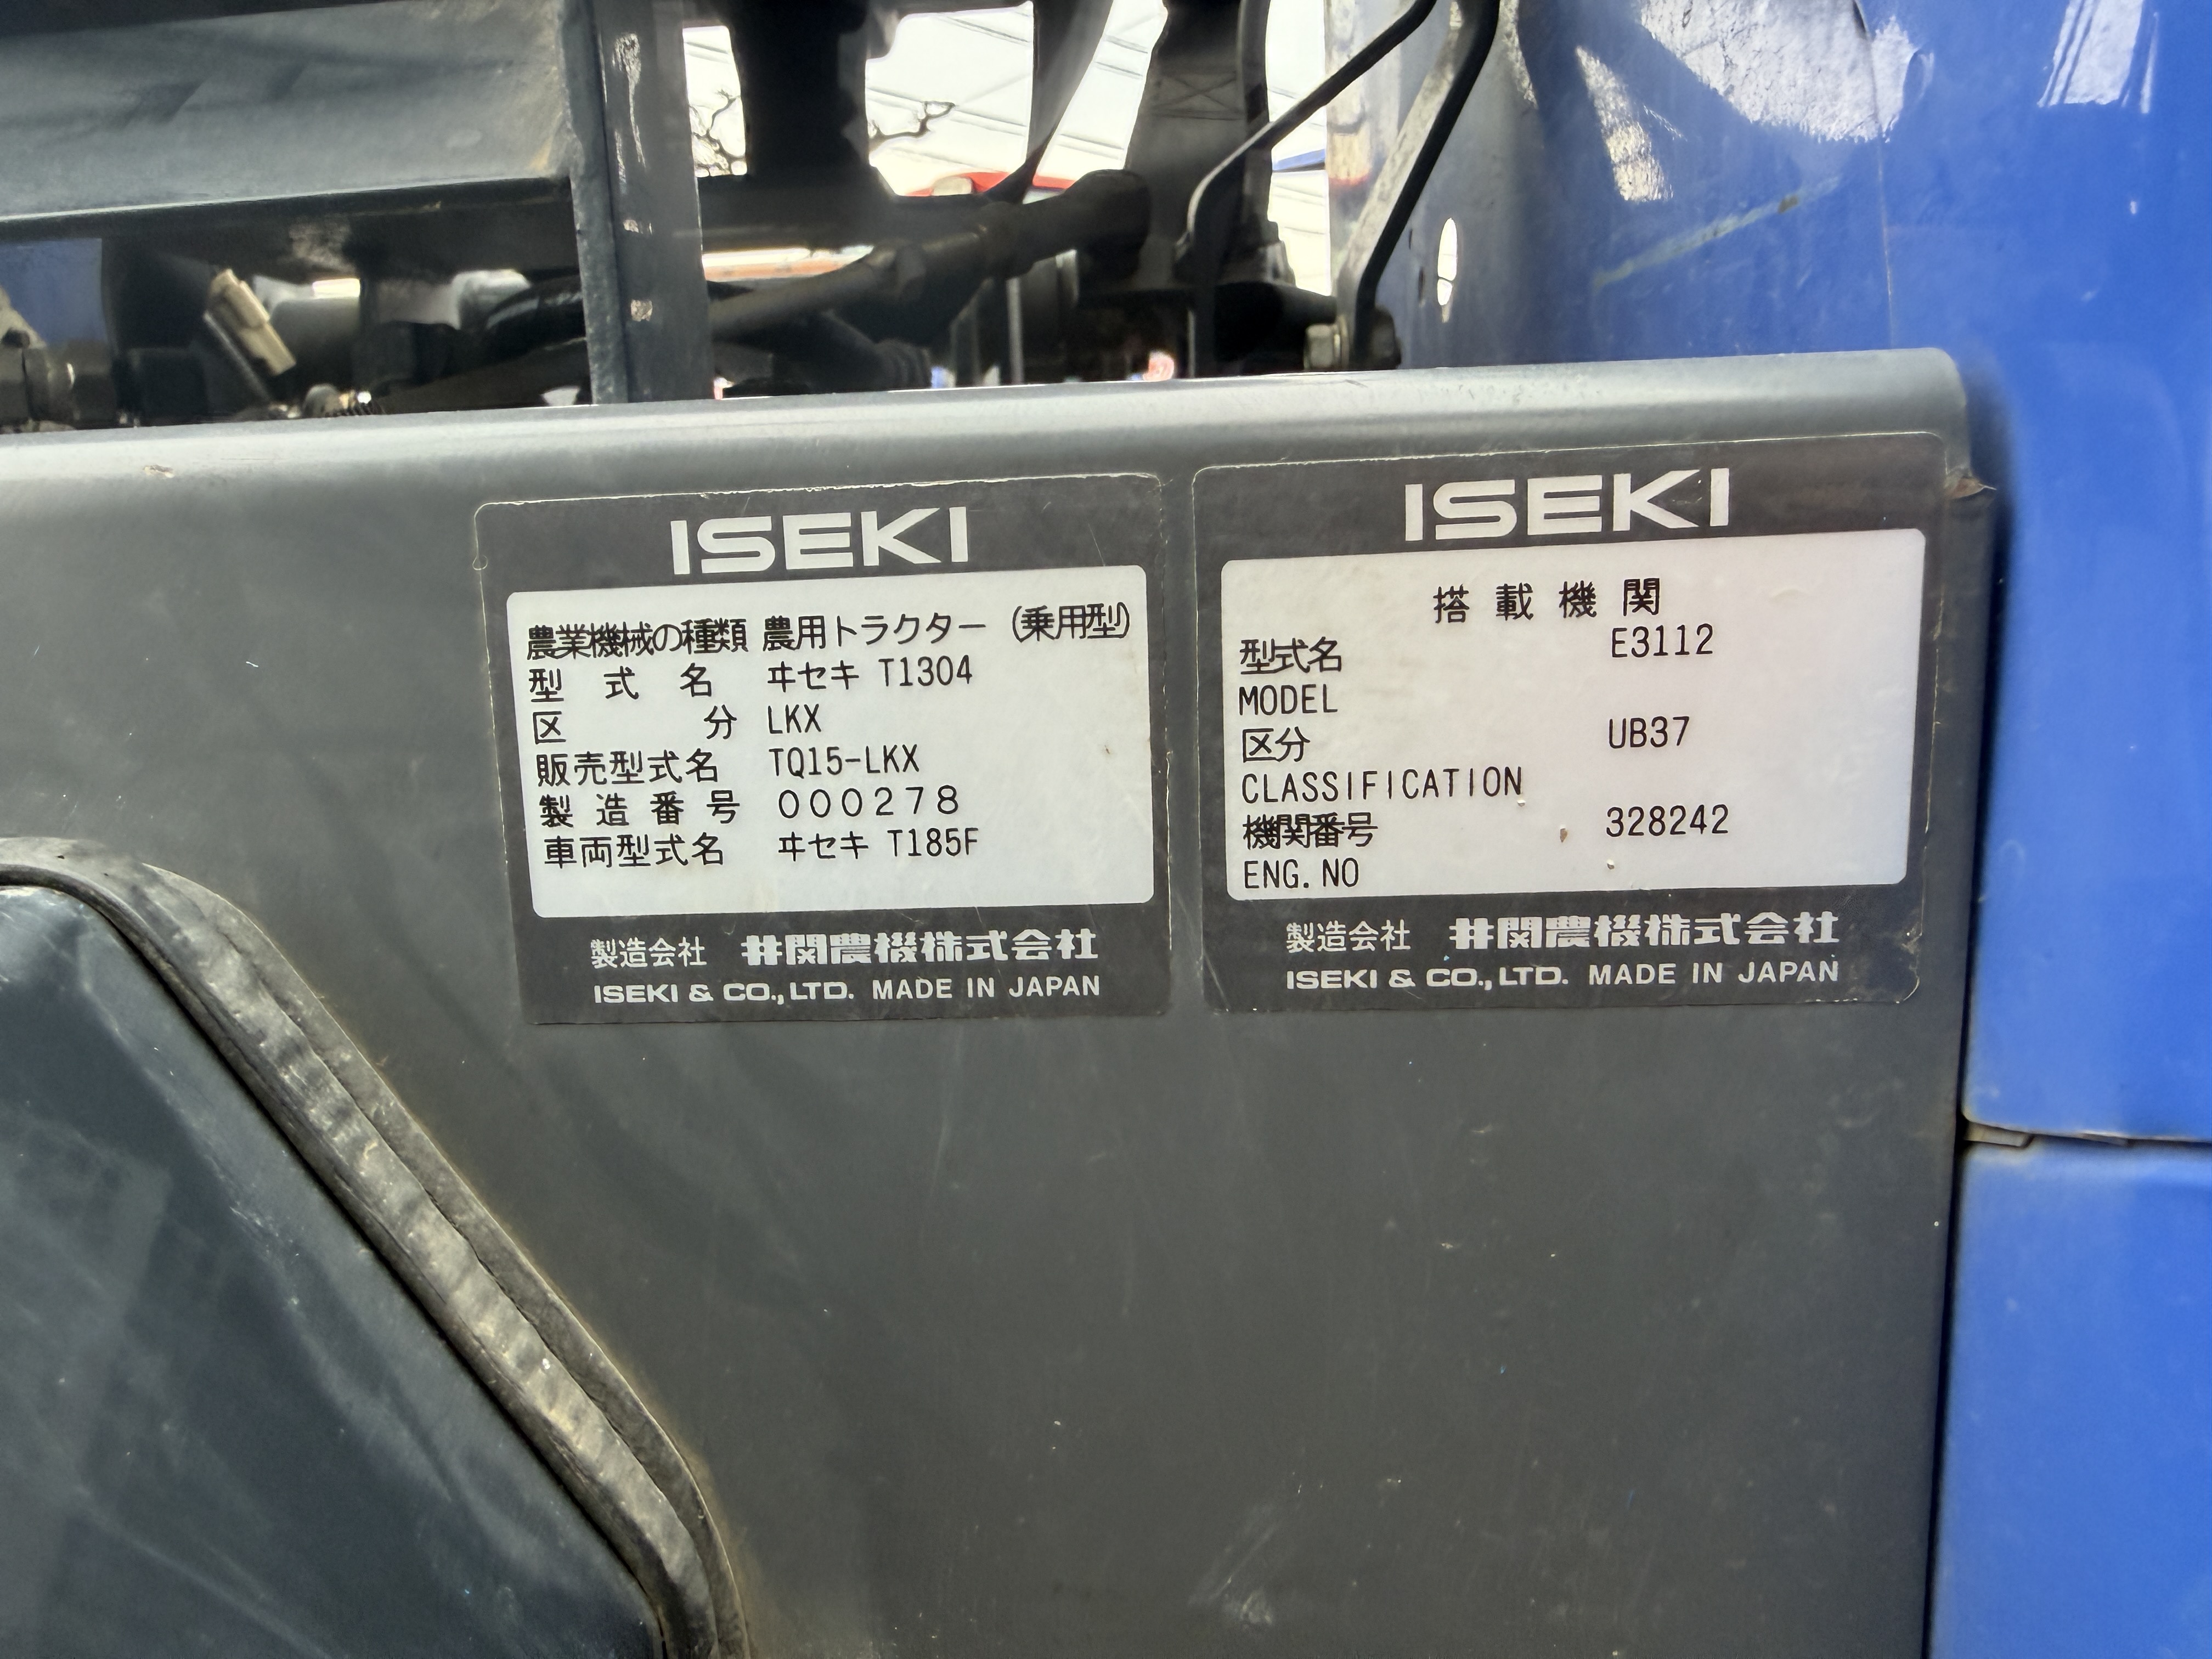 ISEKI
農業機械の種類 農用トラクター (乗用型)
型 式 名 ヰセキ T1304
区 分 LKX
販売型式名 TQ15-LKX
製 造 番 号 000278
車両型式名 ヰセキ T185F
製造会社 井関農機株式会社
ISEKI & CO.,LTD. MADE IN JAPAN
ISEKI
搭 載 機 関
型式名 E3112
MODEL
区分 UB37
CLASSIFICATION
機関番号 328242
ENG. NO
製造会社 井関農機株式会社
ISEKI & CO.,LTD. MADE IN JAPAN